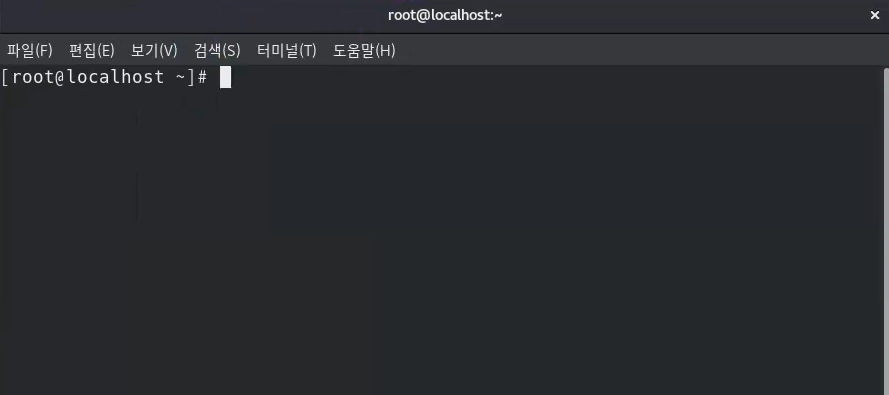 root@localhost:~ ×
파일(F) 편집(E) 보기(V) 검색(S) 터미널(T) 도움말(H)
[root@localhost ~]#